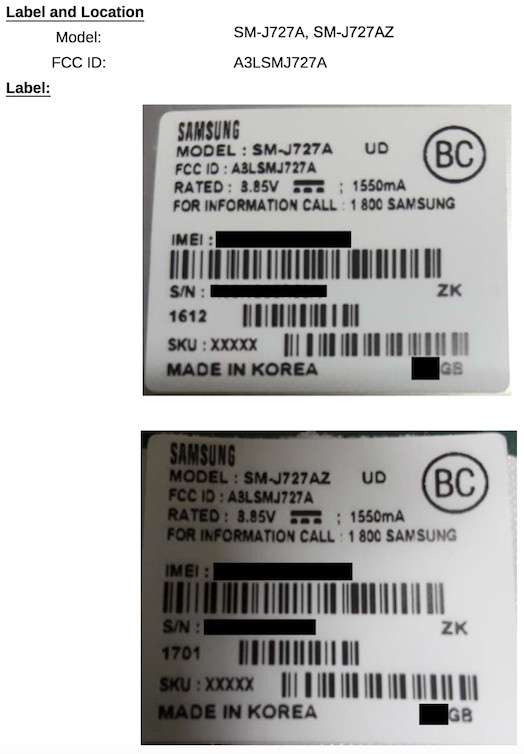 Label and Location
Model: SM-J727A, SM-J727AZ
FCC ID: A3LSMJ727A
Label:
SAMSUNG
MODEL : SM-J727A UD BC
FCC ID : A3LSMJ727A
RATED : 3.85V ; 1550mA
FOR INFORMATION CALL : 1 800 SAMSUNG
IMEI :
S/N : ZK
1612
SKU : XXXXX
MADE IN KOREA GB
SAMSUNG
MODEL : SM-J727AZ UD BC
FCC ID : A3LSMJ727A
RATED : 3.85V ; 1550mA
FOR INFORMATION CALL : 1 800 SAMSUNG
IMEI :
S/N : ZK
1701
SKU : XXXXX
MADE IN KOREA GB